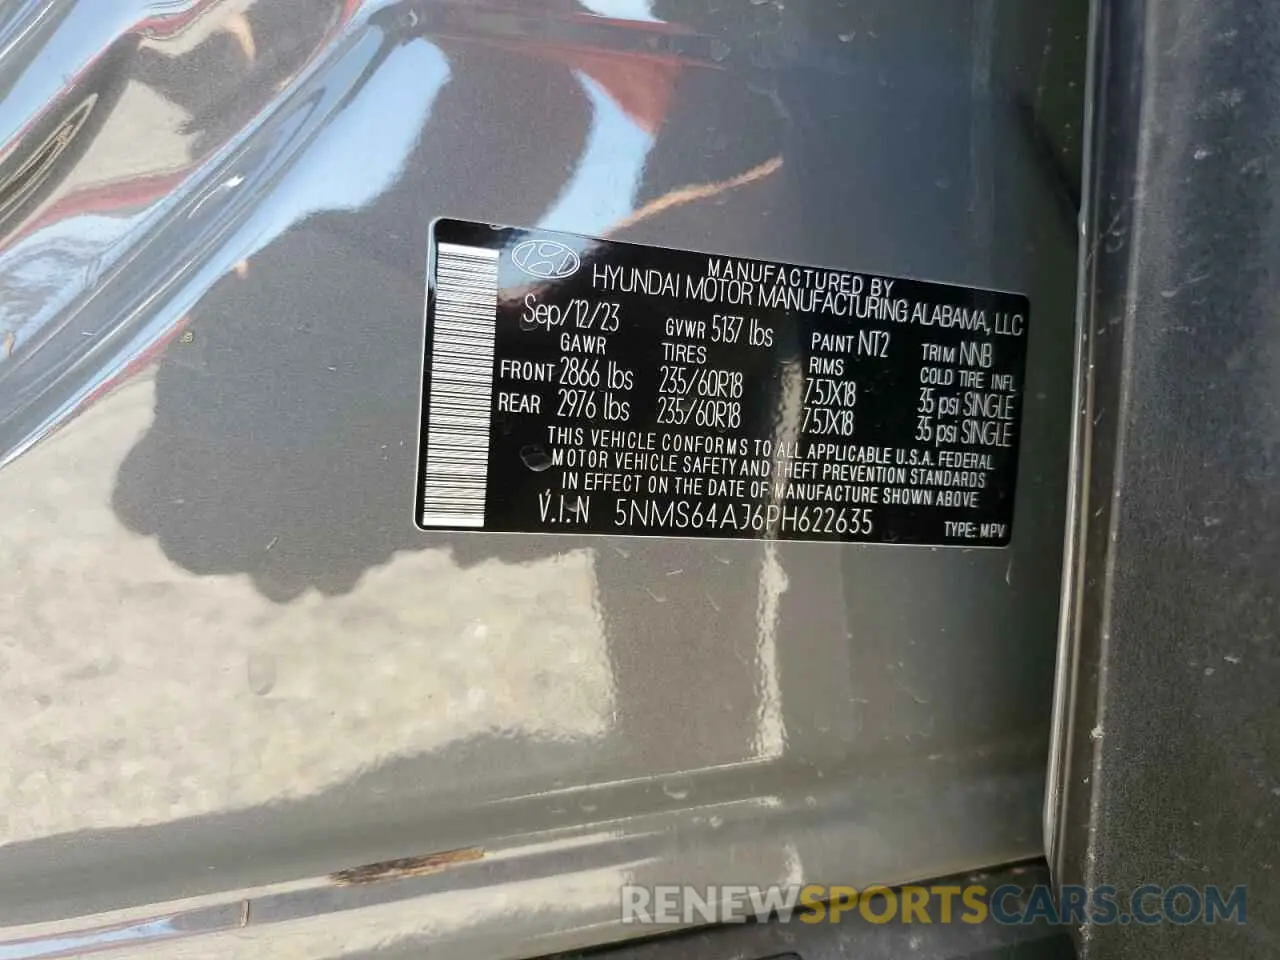 MANUFACTURED BY
HYUNDAI MOTOR MANUFACTURING ALABAMA, LLC
Sep/12/23 GVWR 5137 lbs PAINT NT2 TRIM NNB
GAWR TIRES RIMS COLD TIRE INFL
FRONT 2866 lbs 235/60R18 7.5JX18 35 psi SINGLE
REAR 2976 lbs 235/60R18 7.5JX18 35 psi SINGLE
THIS VEHICLE CONFORMS TO ALL APPLICABLE U.S.A. FEDERAL
MOTOR VEHICLE SAFETY AND THEFT PREVENTION STANDARDS
IN EFFECT ON THE DATE OF MANUFACTURE SHOWN ABOVE
V.I.N 5NMS64AJ6PH622635 TYPE: MPV
RENEWSPORTSCARS.COM